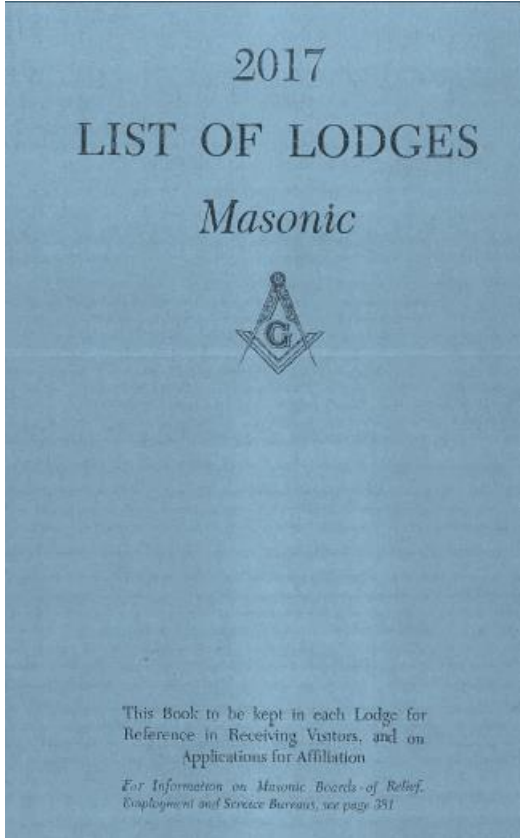 2017
LIST OF LODGES
Masonic
G
This Book to be kept in each Lodge for
Reference in Receiving Visitors, and on
Applications for Affiliation
For Information on Masonic Boards of Relief,
Employment and Service Bureaus, see page 381